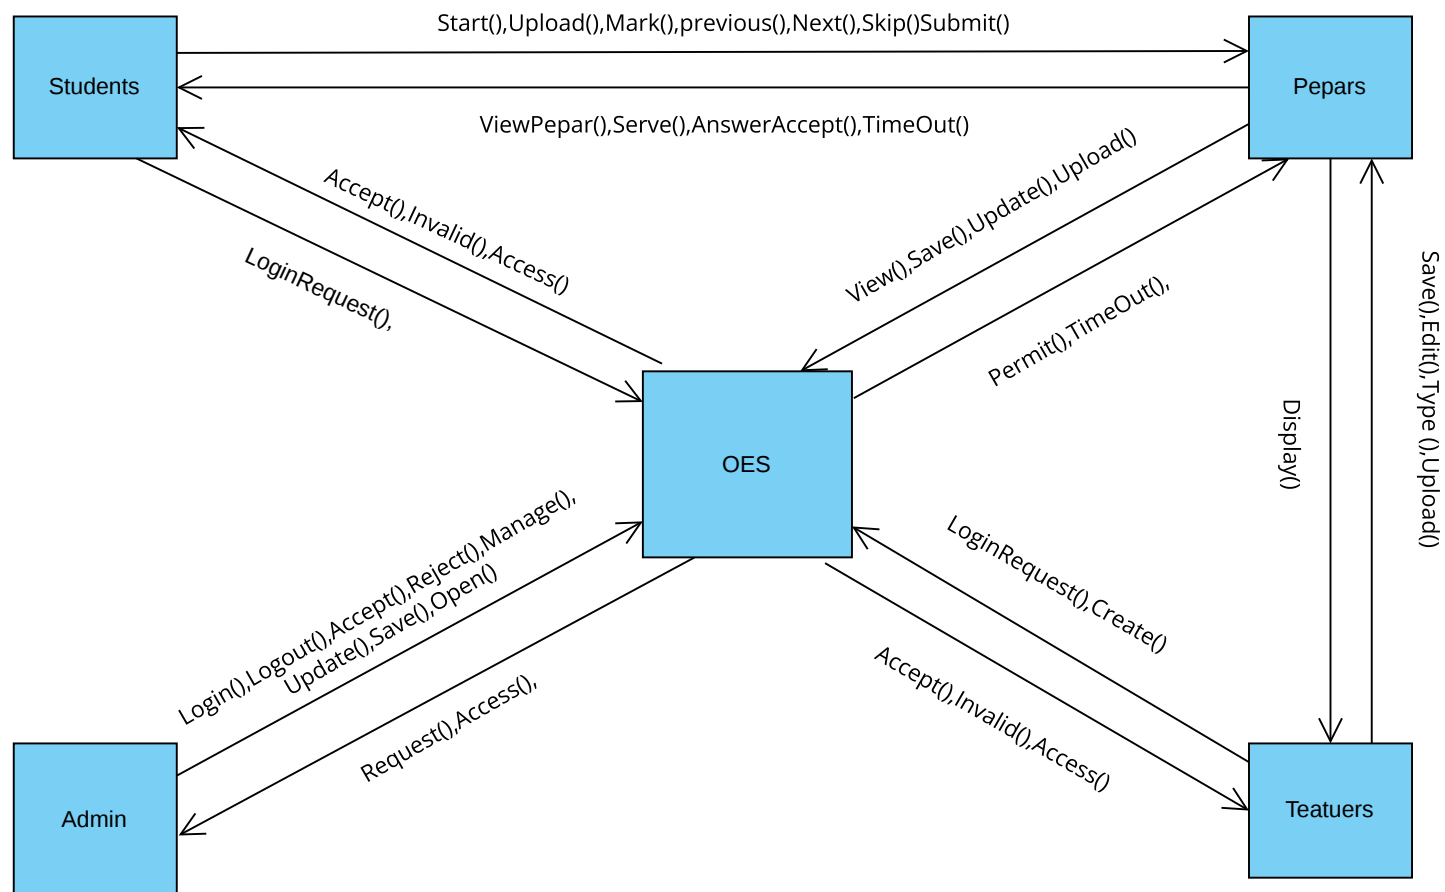 Start(),Upload(),Mark(),previous(),Next(),Skip()Submit()
Students
Pepars
ViewPepar(),Serve(),AnswerAccept(),TimeOut()
Accept(),Invalid(),Access()
LoginRequest(),
View(),Save(),Update(),Upload()
Permit(),TimeOut(),
Save(),Edit(),Type (),Upload()
Display()
OES
Login(),Logout(),Accept(),Reject(),Manage(),
Update(),Save(),Open()
Request(),Access(),
LoginRequest(),Create()
Accept(),Invalid(),Access()
Admin
Teatuers